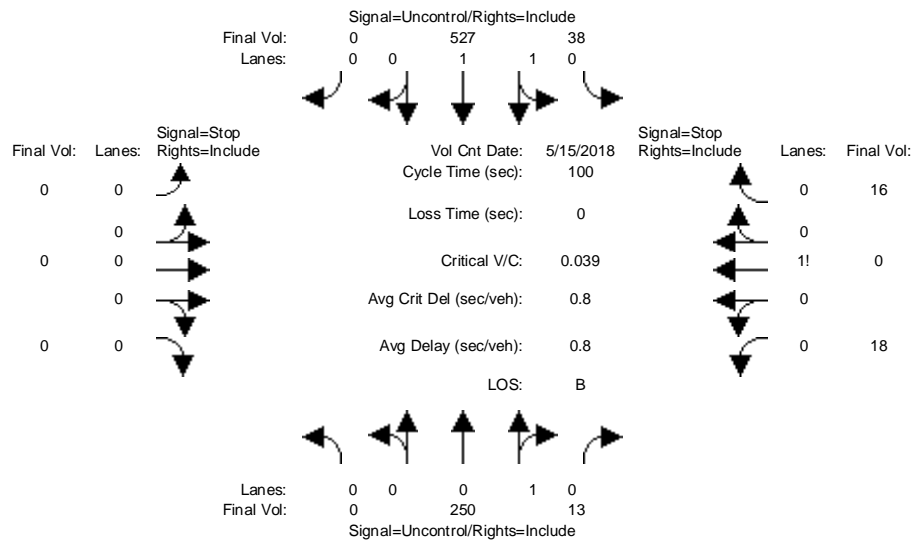 Signal=Uncontrol/Rights=Include
Final Vol: 0 527 38
Lanes: 0 0 1 1 0
Signal=Stop
Final Vol: Lanes: Rights=Include
Vol Cnt Date: 5/15/2018
Signal=Stop
Rights=Include Lanes: Final Vol:
Cycle Time (sec): 100
0 0
0 16
Loss Time (sec): 0
0
0
0 0
Critical V/C: 0.039
1! 0
0
Avg Crit Del (sec/veh): 0.8
0
0 0
Avg Delay (sec/veh): 0.8
0 18
LOS: B
Lanes: 0 0 0 1 0
Final Vol: 0 250 13
Signal=Uncontrol/Rights=Include